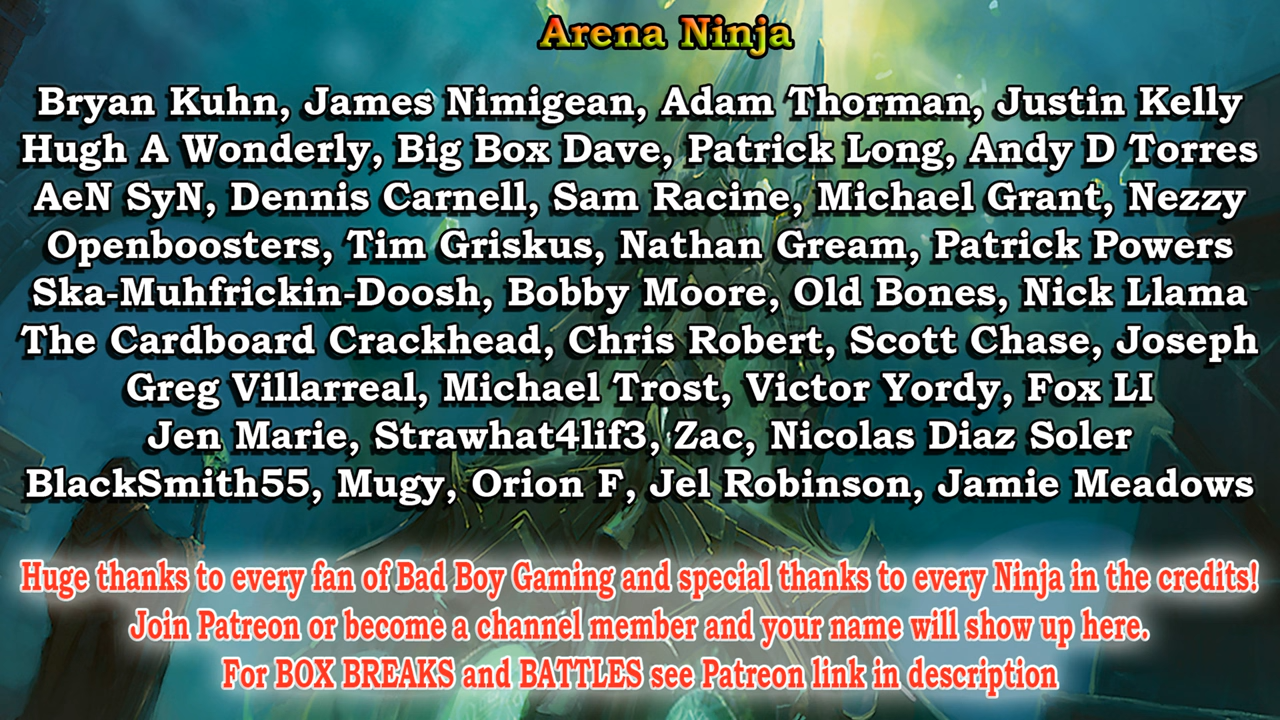 Arena Ninja
Bryan Kuhn, James Nimigean, Adam Thorman, Justin Kelly
Hugh A Wonderly, Big Box Dave, Patrick Long, Andy D Torres
AeN SyN, Dennis Carnell, Sam Racine, Michael Grant, Nezzy
Openboosters, Tim Griskus, Nathan Gream, Patrick Powers
Ska-Muhfrickin-Doosh, Bobby Moore, Old Bones, Nick Llama
The Cardboard Crackhead, Chris Robert, Scott Chase, Joseph
Greg Villarreal, Michael Trost, Victor Yordy, Fox LI
Jen Marie, Strawhat4lif3, Zac, Nicolas Diaz Soler
BlackSmith55, Mugy, Orion F, Jel Robinson, Jamie Meadows
Huge thanks to every fan of Bad Boy Gaming and special thanks to every Ninja in the credits!
Join Patreon or become a channel member and your name will show up here.
For BOX BREAKS and BATTLES see Patreon link in description